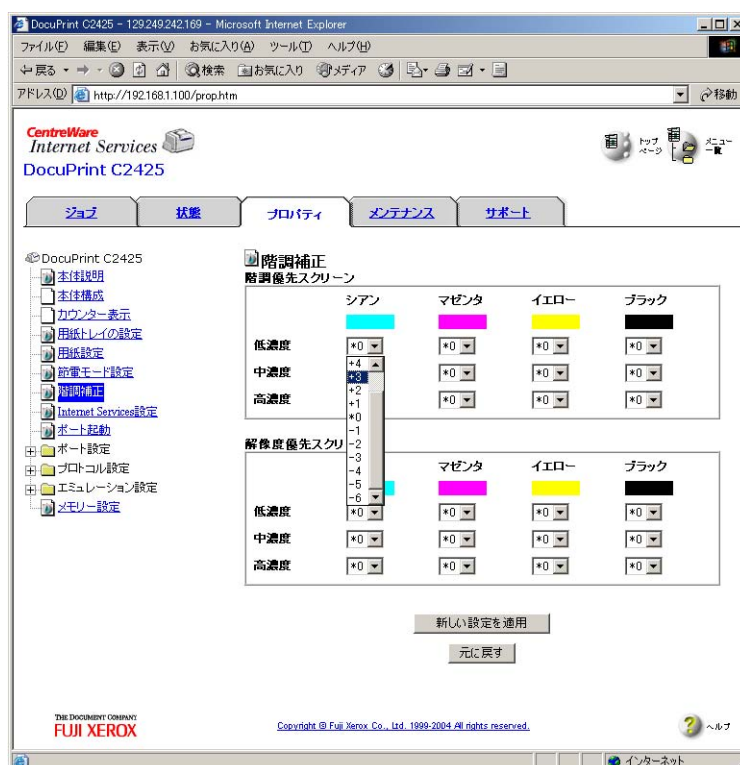 DocuPrint C2425 - 129.249.242.169 - Microsoft Internet Explorer
ファイル(F) 編集(E) 表示(V) お気に入り(A) ツール(T) ヘルプ(H)
戻る 検索 お気に入り メディア
アドレス(D) http://192.168.1.100/prop.htm 移動
CentreWare
Internet Services
DocuPrint C2425
トップページ
メニュー一覧
ジョブ 状態 プロパティ メンテナンス サポート
DocuPrint C2425
本体説明
本体構成
カウンター表示
用紙トレイの設定
用紙設定
節電モード設定
階調補正
Internet Services設定
ポート起動
ポート設定
プロトコル設定
エミュレーション設定
メモリー設定
階調補正
階調優先スクリーン
シアン マゼンタ イエロー ブラック
低濃度 *0 *0 *0 *0
中濃度 *0 *0 *0
高濃度 *0 *0 *0
+4
+3
+2
+1
*0
-1
-2
-3
-4
-5
-6
解像度優先スクリ
マゼンタ イエロー ブラック
低濃度 *0 *0 *0 *0
中濃度 *0 *0 *0 *0
高濃度 *0 *0 *0 *0
新しい設定を適用
元に戻す
THE DOCUMENT COMPANY
FUJI XEROX
Copyright © Fuji Xerox Co., Ltd. 1999-2004 All rights reserved.
ヘルプ
インターネット